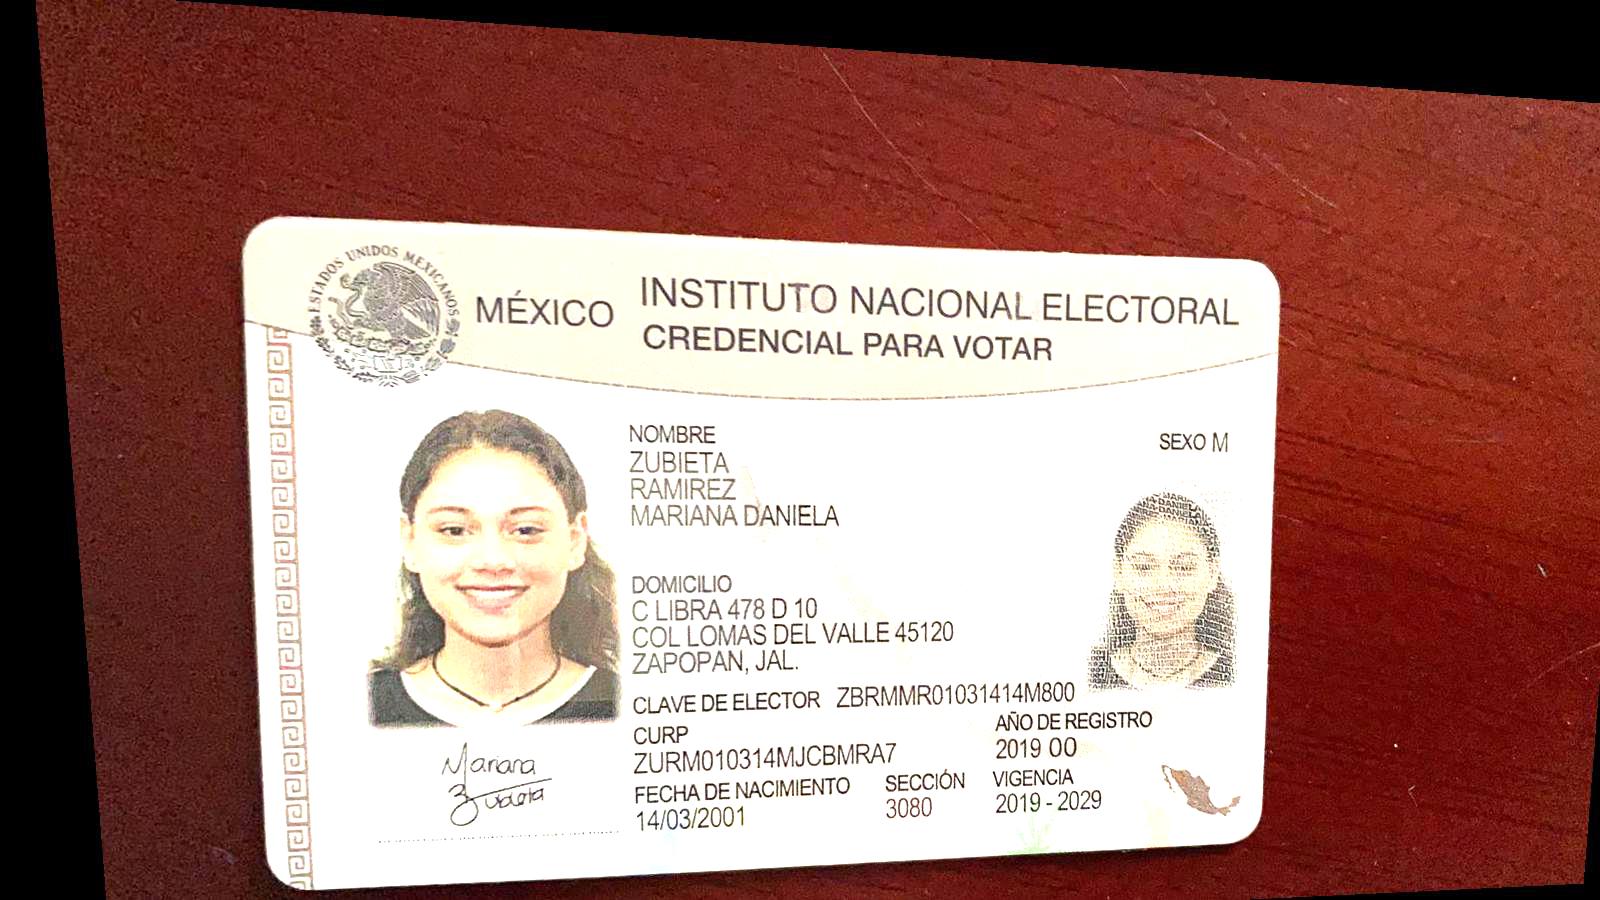 ESTADOS UNIDOS MEXICANOS
MÉXICO INSTITUTO NACIONAL ELECTORAL
CREDENCIAL PARA VOTAR
NOMBRE
SEXO M
ZUBIETA
RAMIREZ
MARIANA DANIELA
DOMICILIO
C LIBRA 478 D 10
COL LOMAS DEL VALLE 45120
ZAPOPAN, JAL.
CLAVE DE ELECTOR ZBRMMR01031414M800
CURP
ZURM010314MJCBMRA7
AÑO DE REGISTRO
2019 00
FECHA DE NACIMIENTO
14/03/2001
SECCIÓN
3080
VIGENCIA
2019 - 2029
Mariana
Zubieta